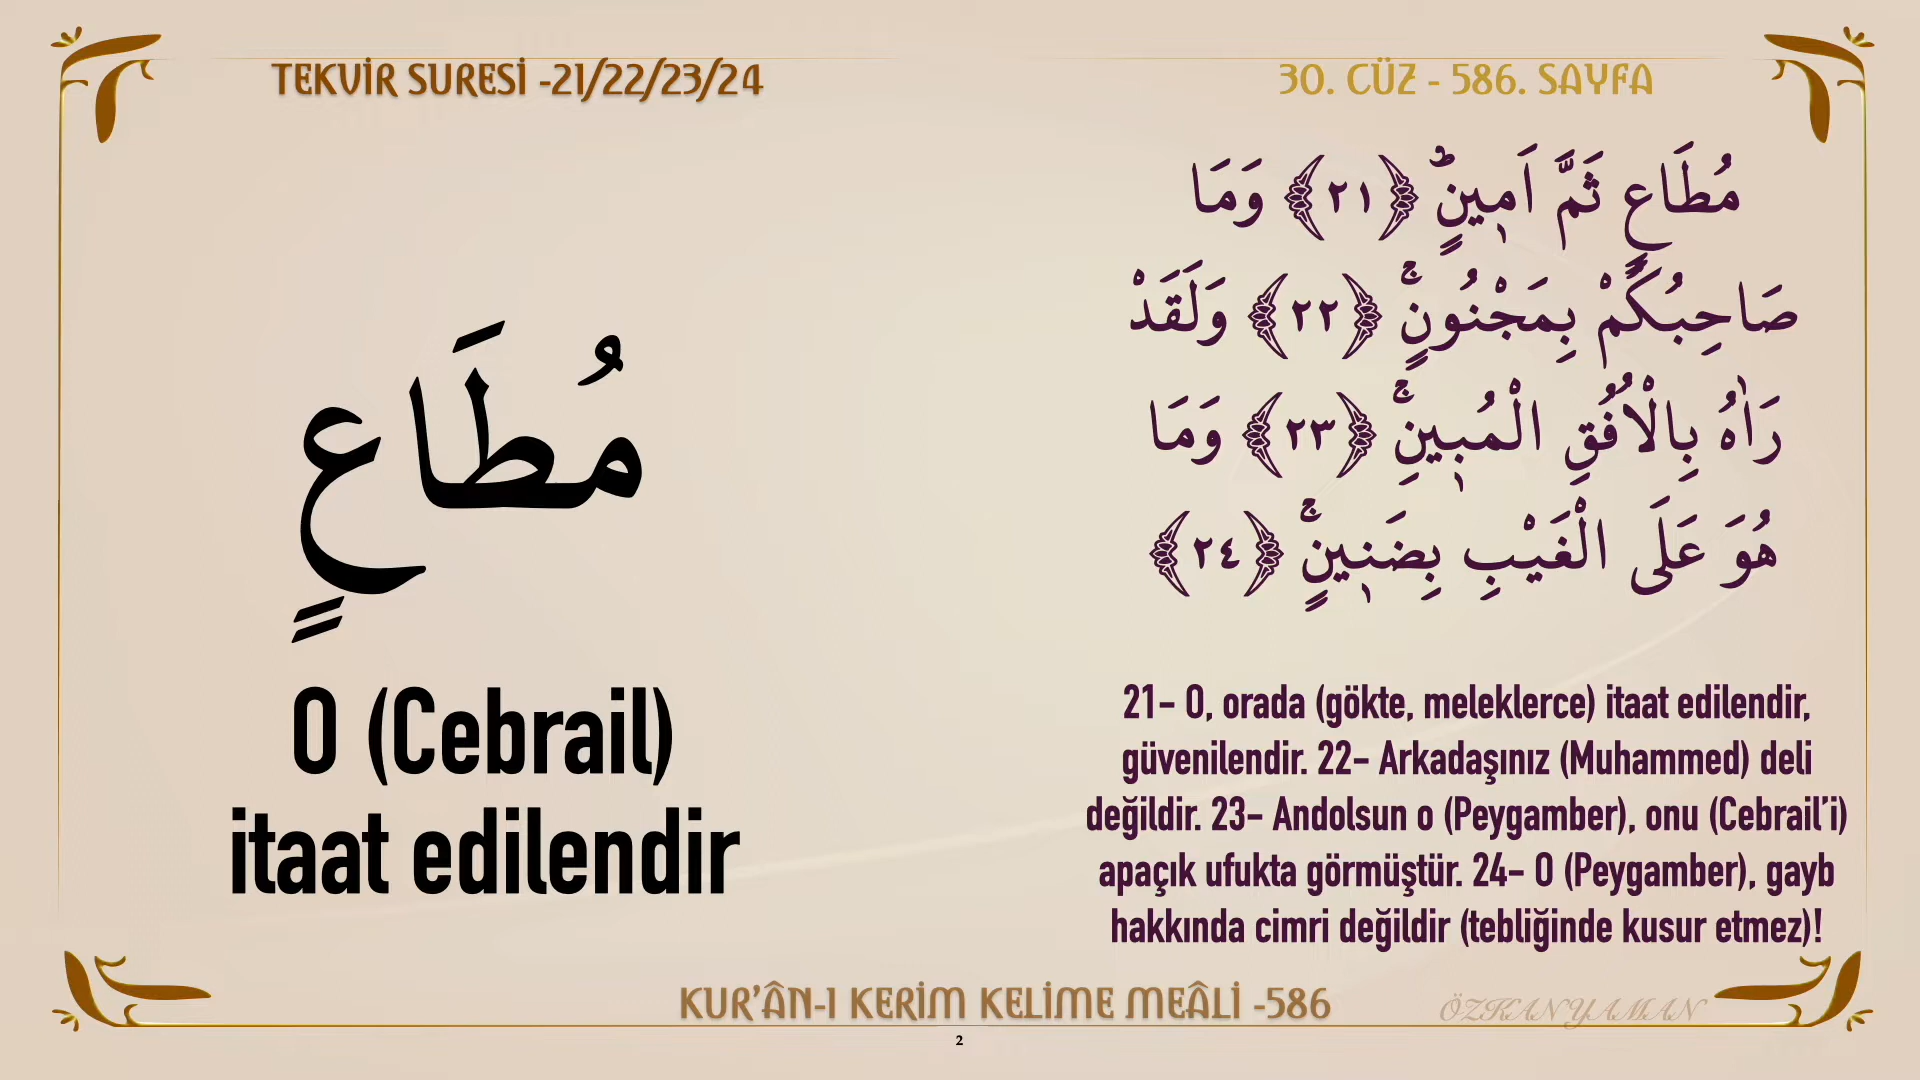 TEKVİR SURESİ -21/22/23/24
30. CÜZ - 586. SAYFA
مُطَاعٍ
O (Cebrail)
itaat edilendir
مُطَاعٍ ثَمَّ اَم۪ينٍۜ ﴿٢١﴾ وَمَا
صَاحِبُكُمْ بِمَجْنُونٍۚ ﴿٢٢﴾ وَلَقَدْ
رَاٰهُ بِالْاُفُقِ الْمُب۪ينِۚ ﴿٢٣﴾ وَمَا
هُوَ عَلَى الْغَيْبِ بِضَن۪ينٍۚ ﴿٢٤﴾
21- O, orada (gökte, meleklerce) itaat edilendir,
güvenilendir. 22- Arkadaşınız (Muhammed) deli
değildir. 23- Andolsun o (Peygamber), onu (Cebrail’i)
apaçık ufukta görmüştür. 24- O (Peygamber), gayb
hakkında cimri değildir (tebliğinde kusur etmez)!
KUR’ÂN-I KERİM KELİME MEÂLİ -586
ÖZKAN YAMAN
2